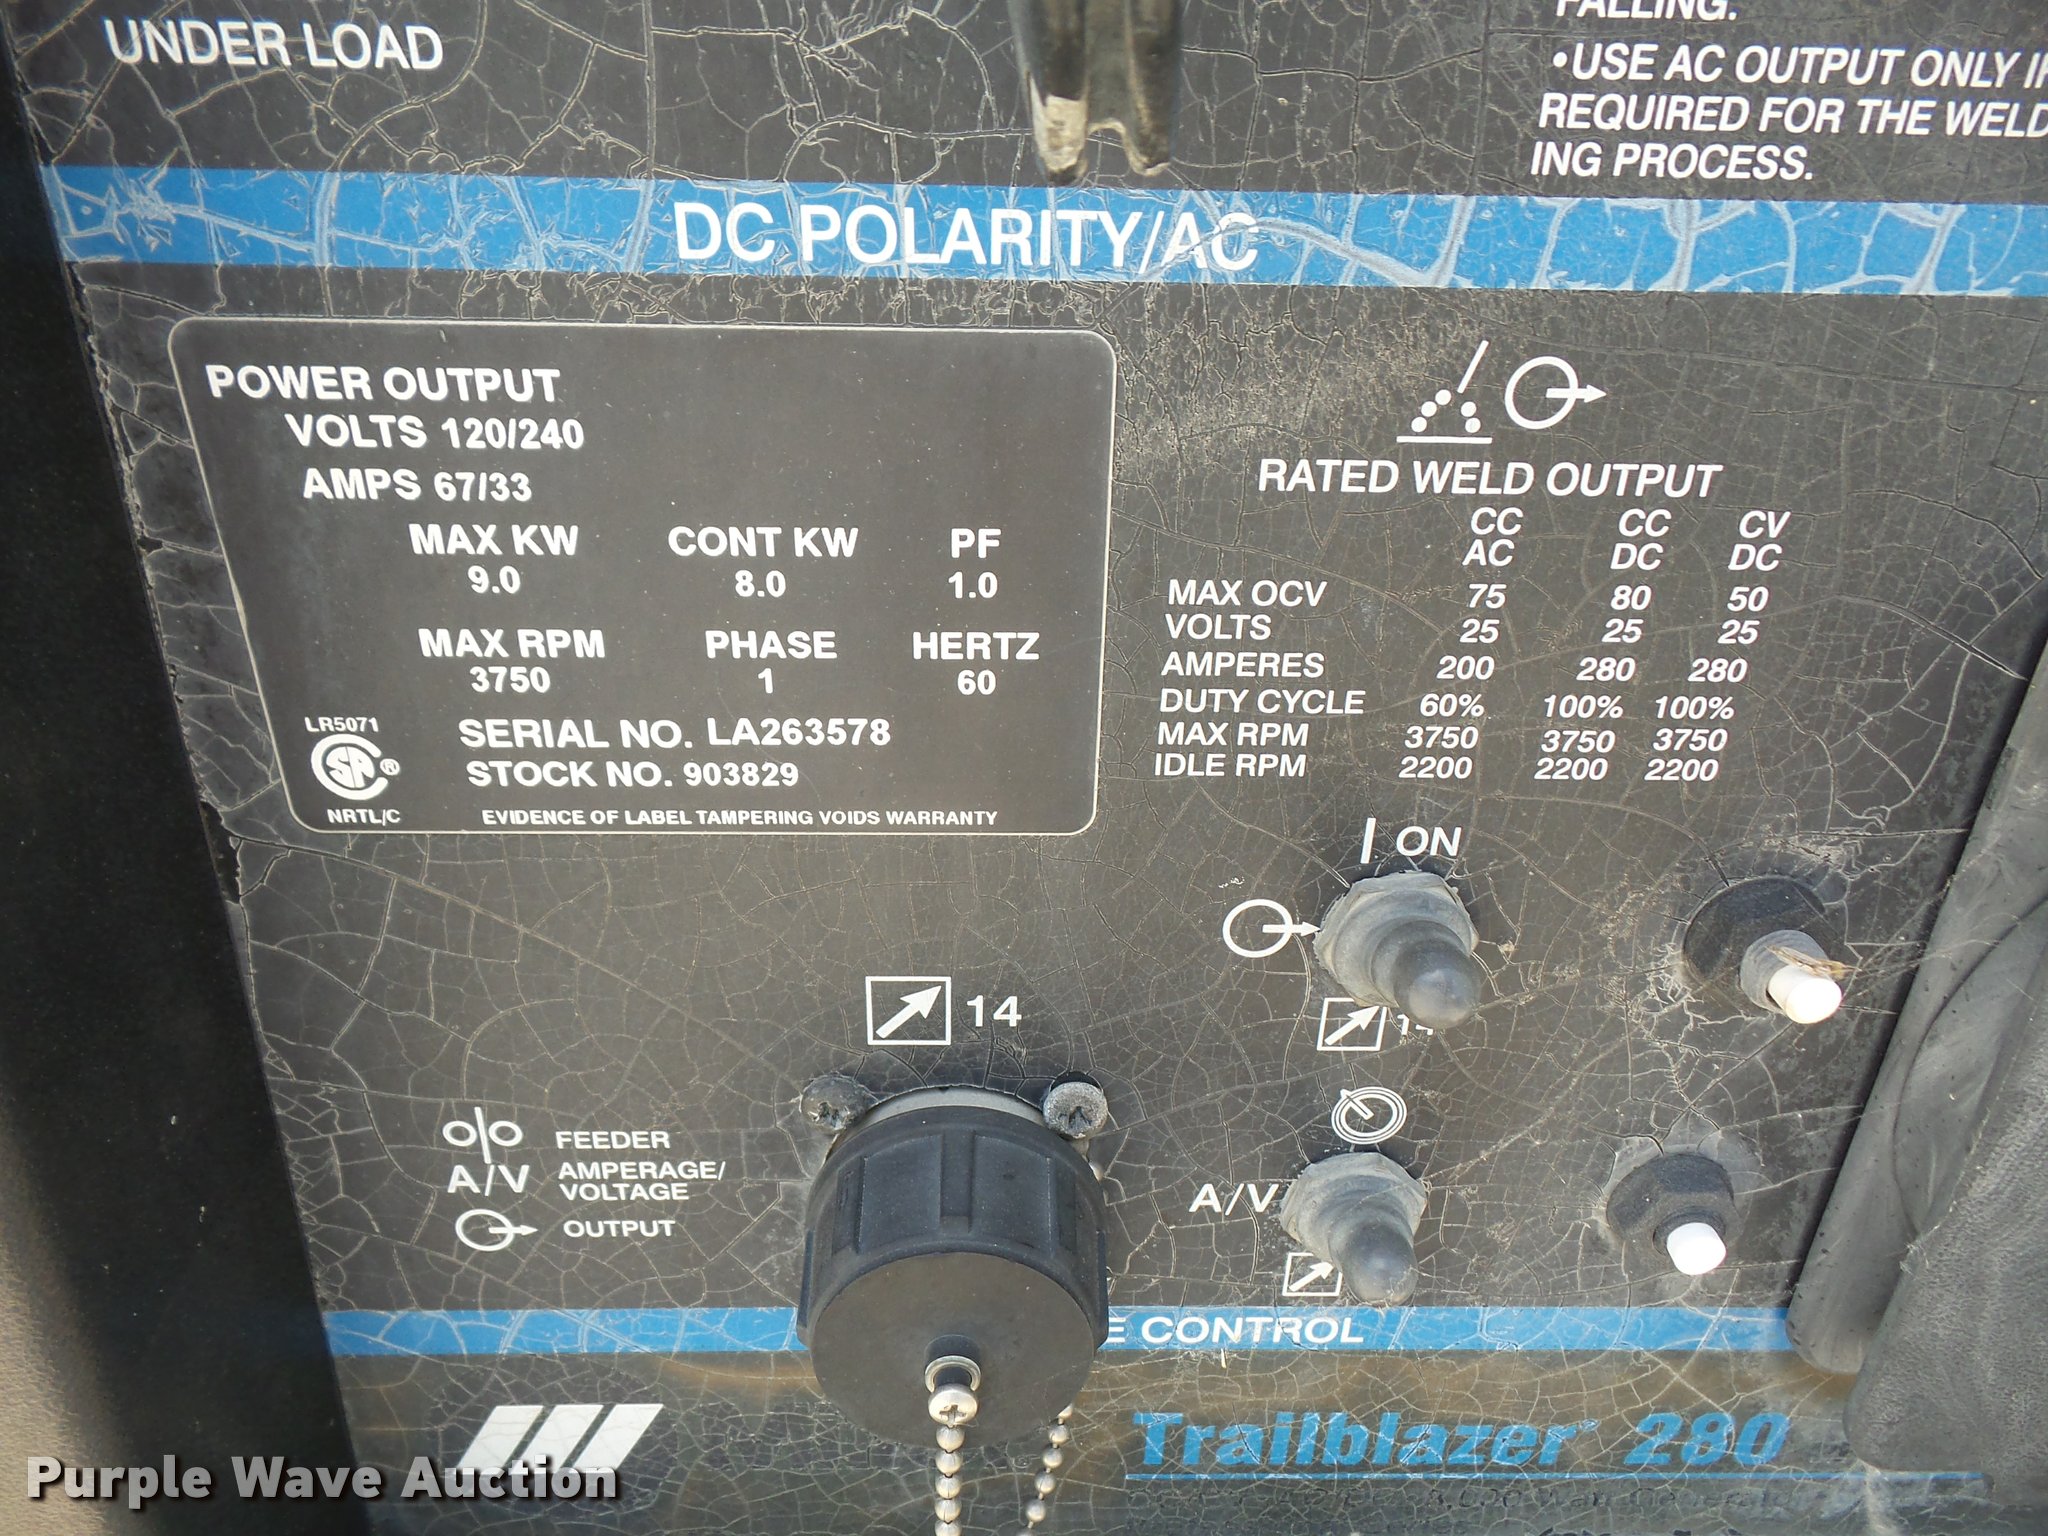 UNDER LOAD
FALLING.
•USE AC OUTPUT ONLY IF
REQUIRED FOR THE WELD
ING PROCESS.
DC POLARITY/AC
POWER OUTPUT
VOLTS 120/240
AMPS 67/33
MAX KW CONT KW PF
9.0 8.0 1.0
MAX RPM PHASE HERTZ
3750 1 60
LR5071
SERIAL NO. LA263578
STOCK NO. 903829
NRTL/C
EVIDENCE OF LABEL TAMPERING VOIDS WARRANTY
RATED WELD OUTPUT
CC CC CV
AC DC DC
MAX OCV 75 80 50
VOLTS 25 25 25
AMPERES 200 280 280
DUTY CYCLE 60% 100% 100%
MAX RPM 3750 3750 3750
IDLE RPM 2200 2200 2200
| ON
14
14
FEEDER
A/V AMPERAGE/
VOLTAGE
OUTPUT
A/V
E CONTROL
Trailblazer 280
Purple Wave Auction